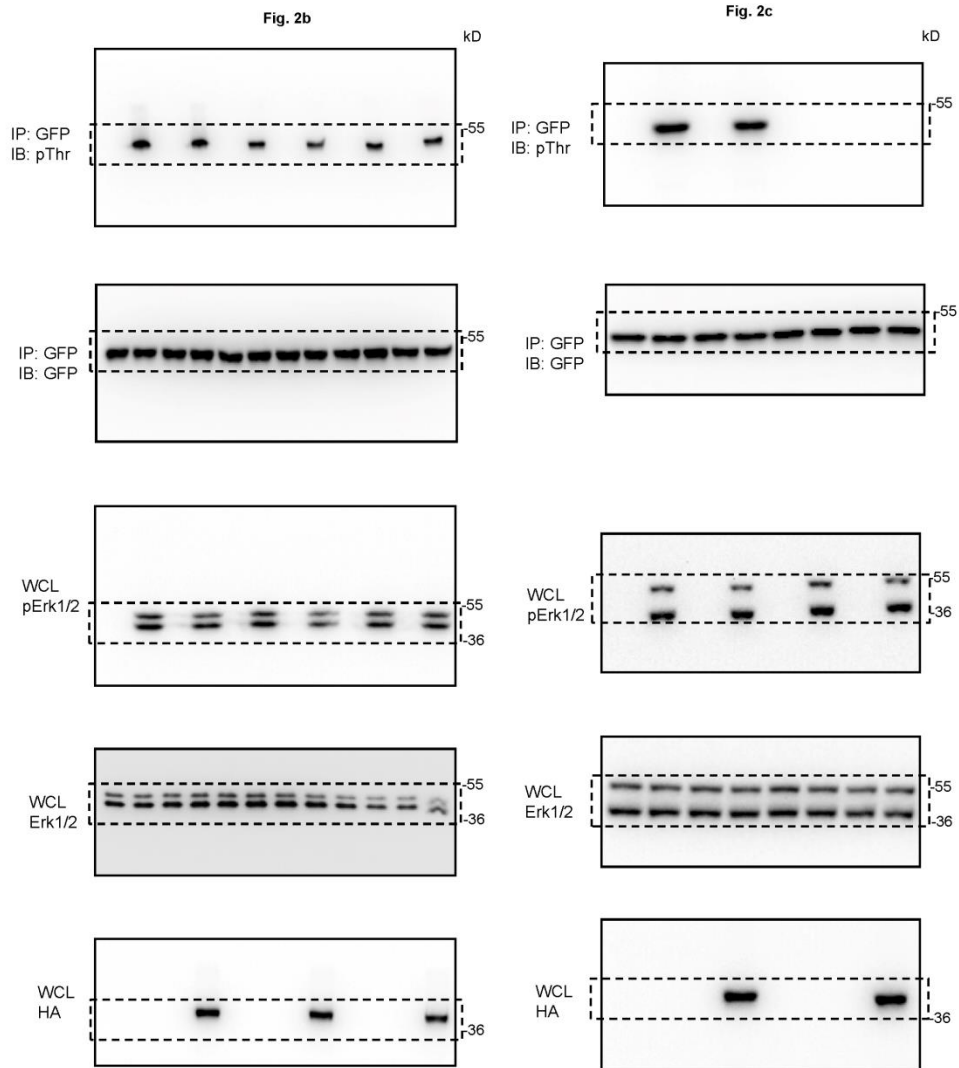 Fig. 2b
kD
IP: GFP
IB: pThr
55
IP: GFP
IB: GFP
55
WCL
pErk1/2
-55
-36
WCL
Erk1/2
-55
-36
WCL
HA
-36
Fig. 2c
kD
IP: GFP
IB: pThr
-55
IP: GFP
IB: GFP
55
WCL
pErk1/2
-55
-36
WCL
Erk1/2
-55
-36
WCL
HA
-36